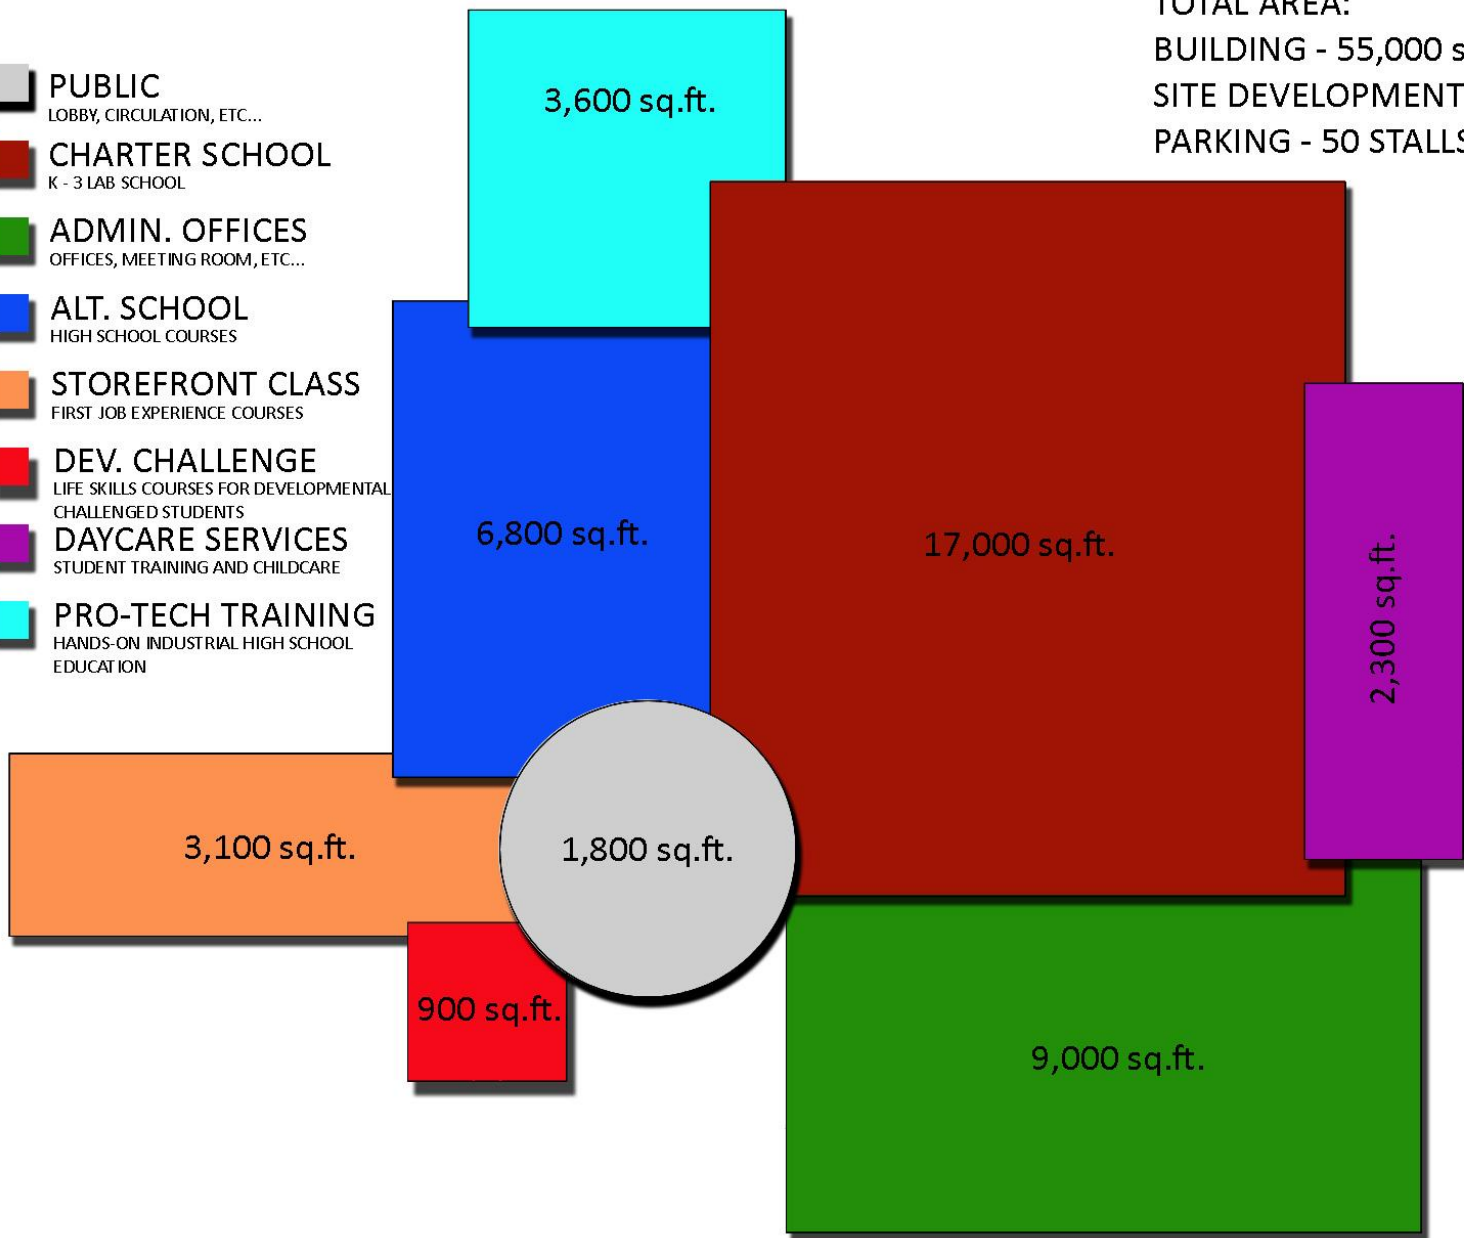 TOTAL AREA:
BUILDING - 55,000 s
SITE DEVELOPMENT
PARKING - 50 STALLS
PUBLIC
LOBBY, CIRCULATION, ETC...
CHARTER SCHOOL
K - 3 LAB SCHOOL
ADMIN. OFFICES
OFFICES, MEETING ROOM, ETC...
ALT. SCHOOL
HIGH SCHOOL COURSES
STOREFRONT CLASS
FIRST JOB EXPERIENCE COURSES
DEV. CHALLENGE
LIFE SKILLS COURSES FOR DEVELOPMENTAL
CHALLENGED STUDENTS
DAYCARE SERVICES
STUDENT TRAINING AND CHILDCARE
PRO-TECH TRAINING
HANDS-ON INDUSTRIAL HIGH SCHOOL
EDUCATION
3,600 sq.ft.
6,800 sq.ft.
17,000 sq.ft.
2,300 sq.ft.
3,100 sq.ft.
1,800 sq.ft.
900 sq.ft.
9,000 sq.ft.